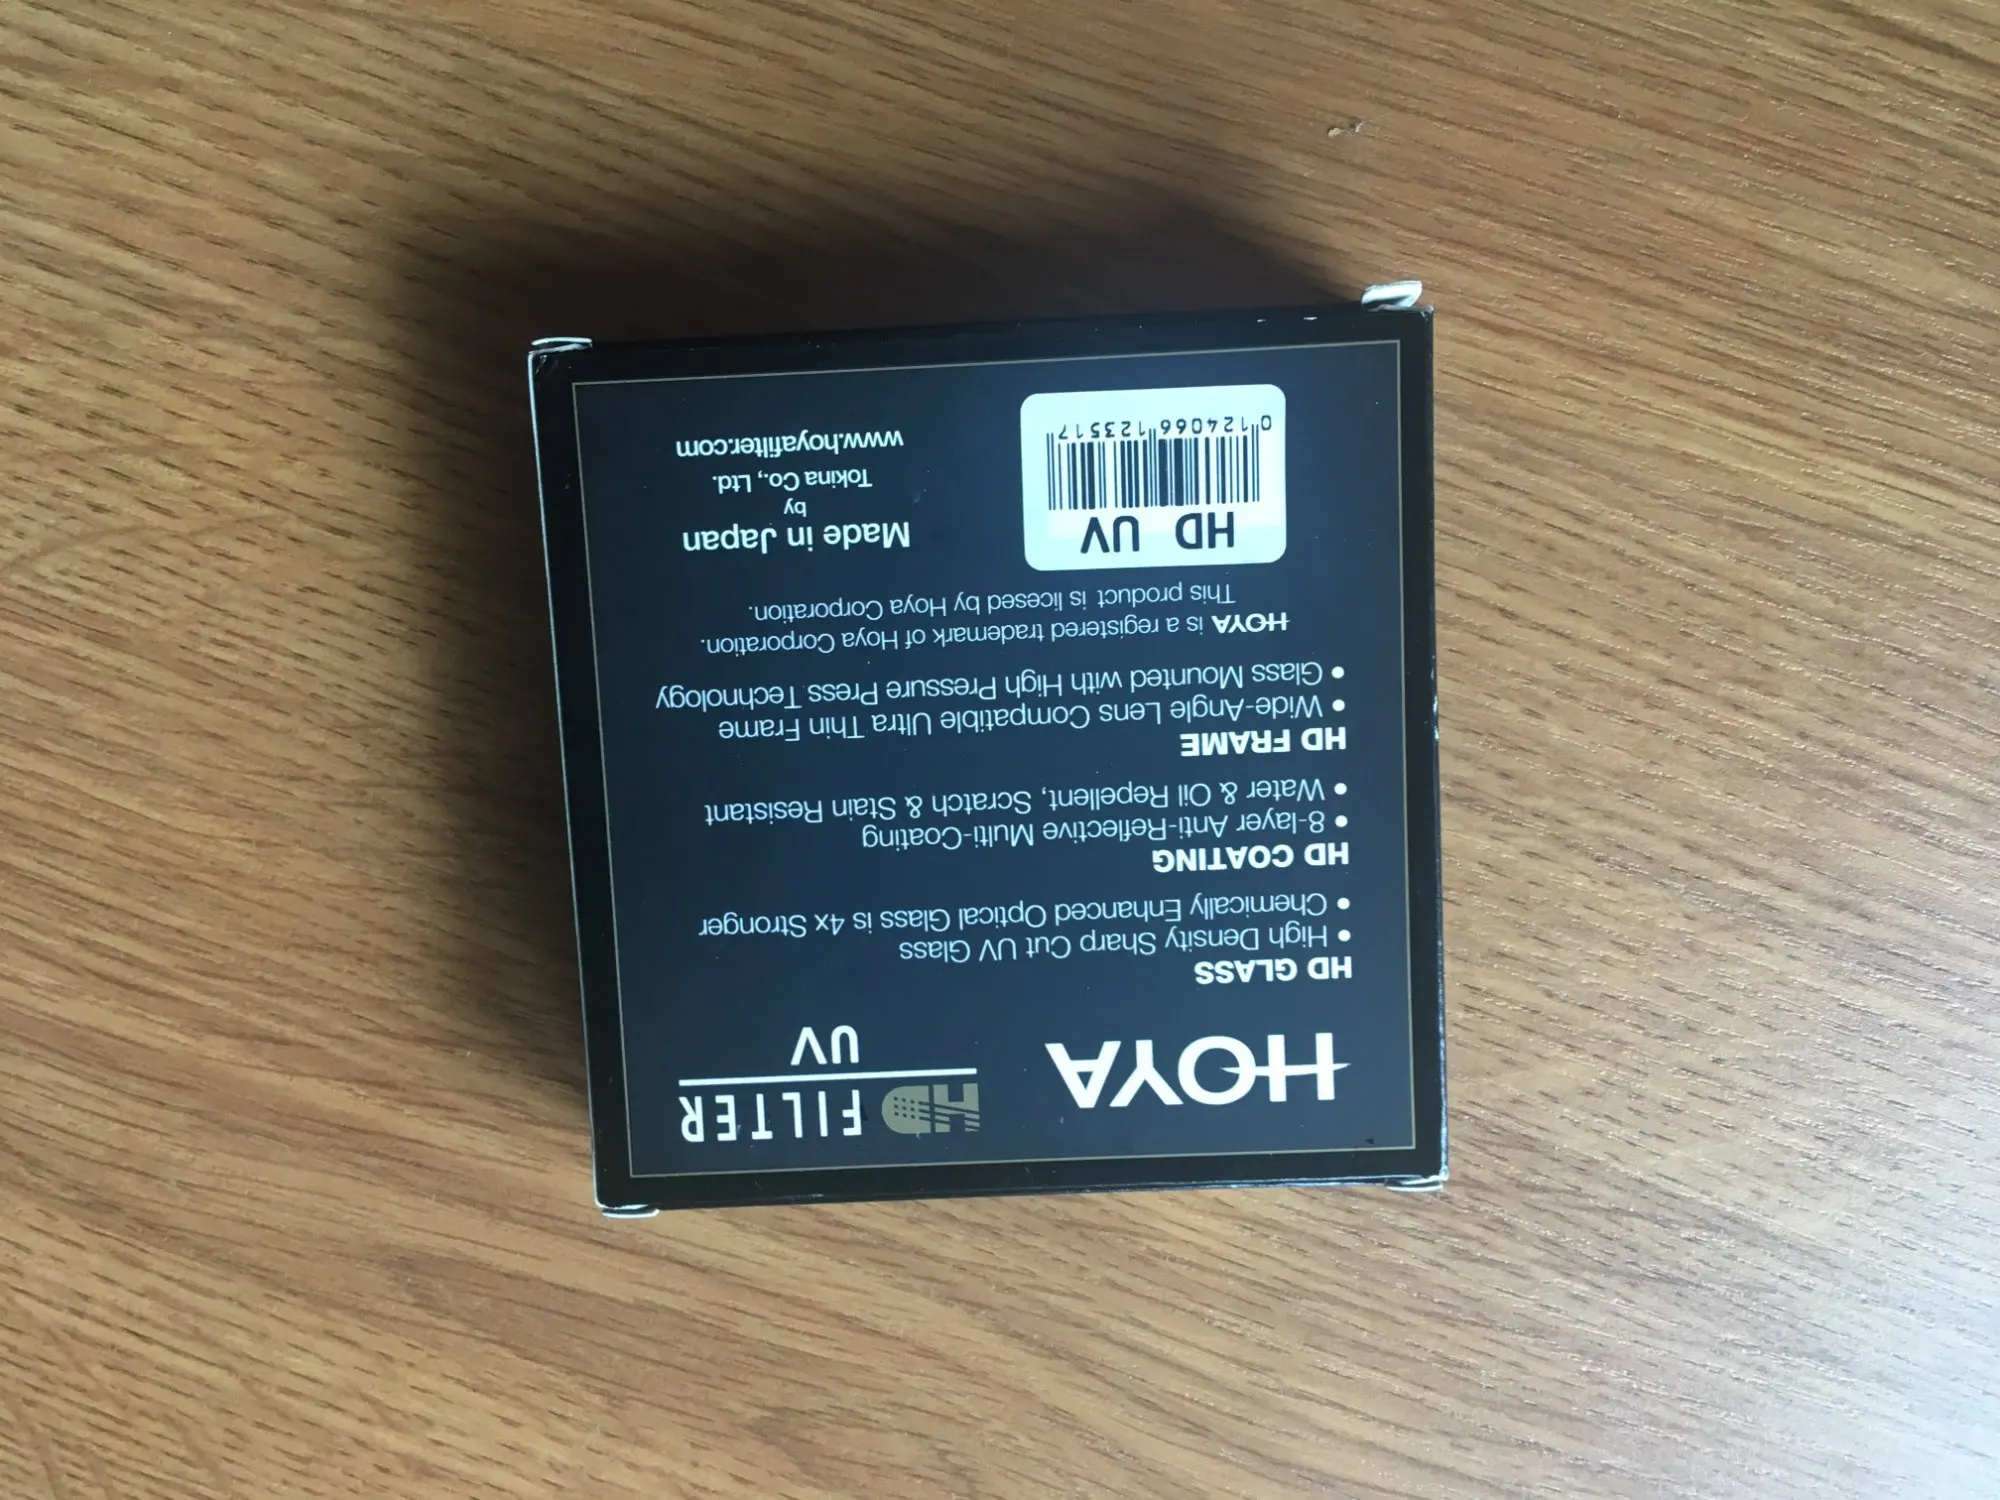 HOYA
HD FILTER
UV
HD GLASS
• High Density Sharp Cut UV Glass
• Chemically Enhanced Optical Glass is 4x Stronger
HD COATING
• 8-layer Anti-Reflective Multi-Coating
• Water & Oil Repellent, Scratch & Stain Resistant
HD FRAME
• Wide-Angle Lens Compatible Ultra Thin Frame
• Glass Mounted with High Pressure Press Technology
HOYA is a registered trademark of Hoya Corporation.
This product is licesed by Hoya Corporation.
HD UV
0 124066 123517
Made in Japan
by
Tokina Co., Ltd.
www.hoyafilter.com